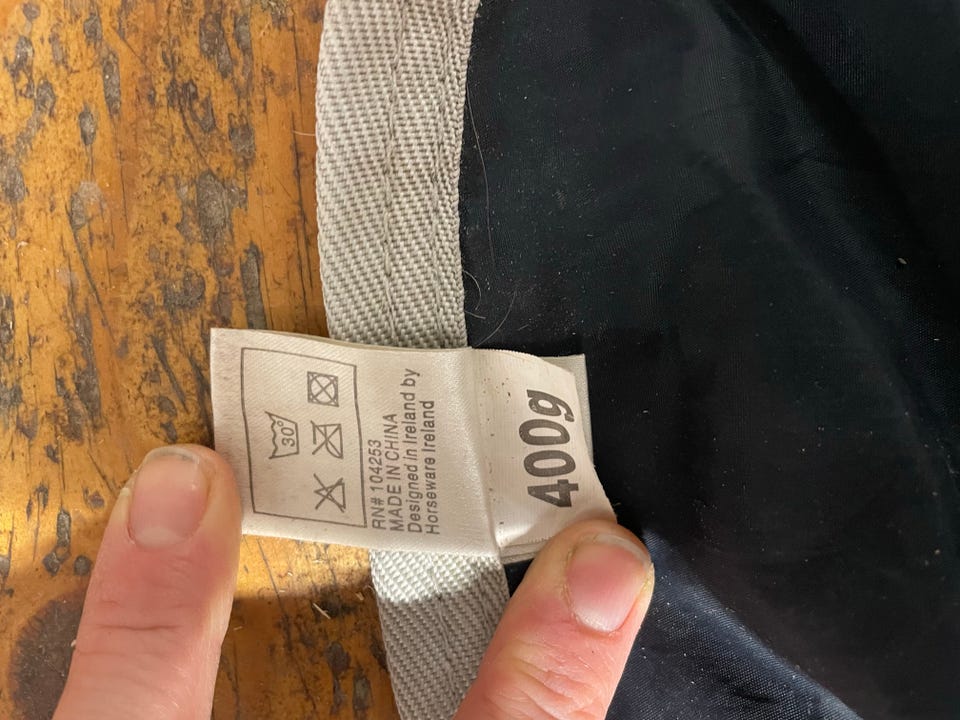 30°
RN# 104253
MADE IN CHINA
Designed in Ireland by
Horseware Ireland
400g